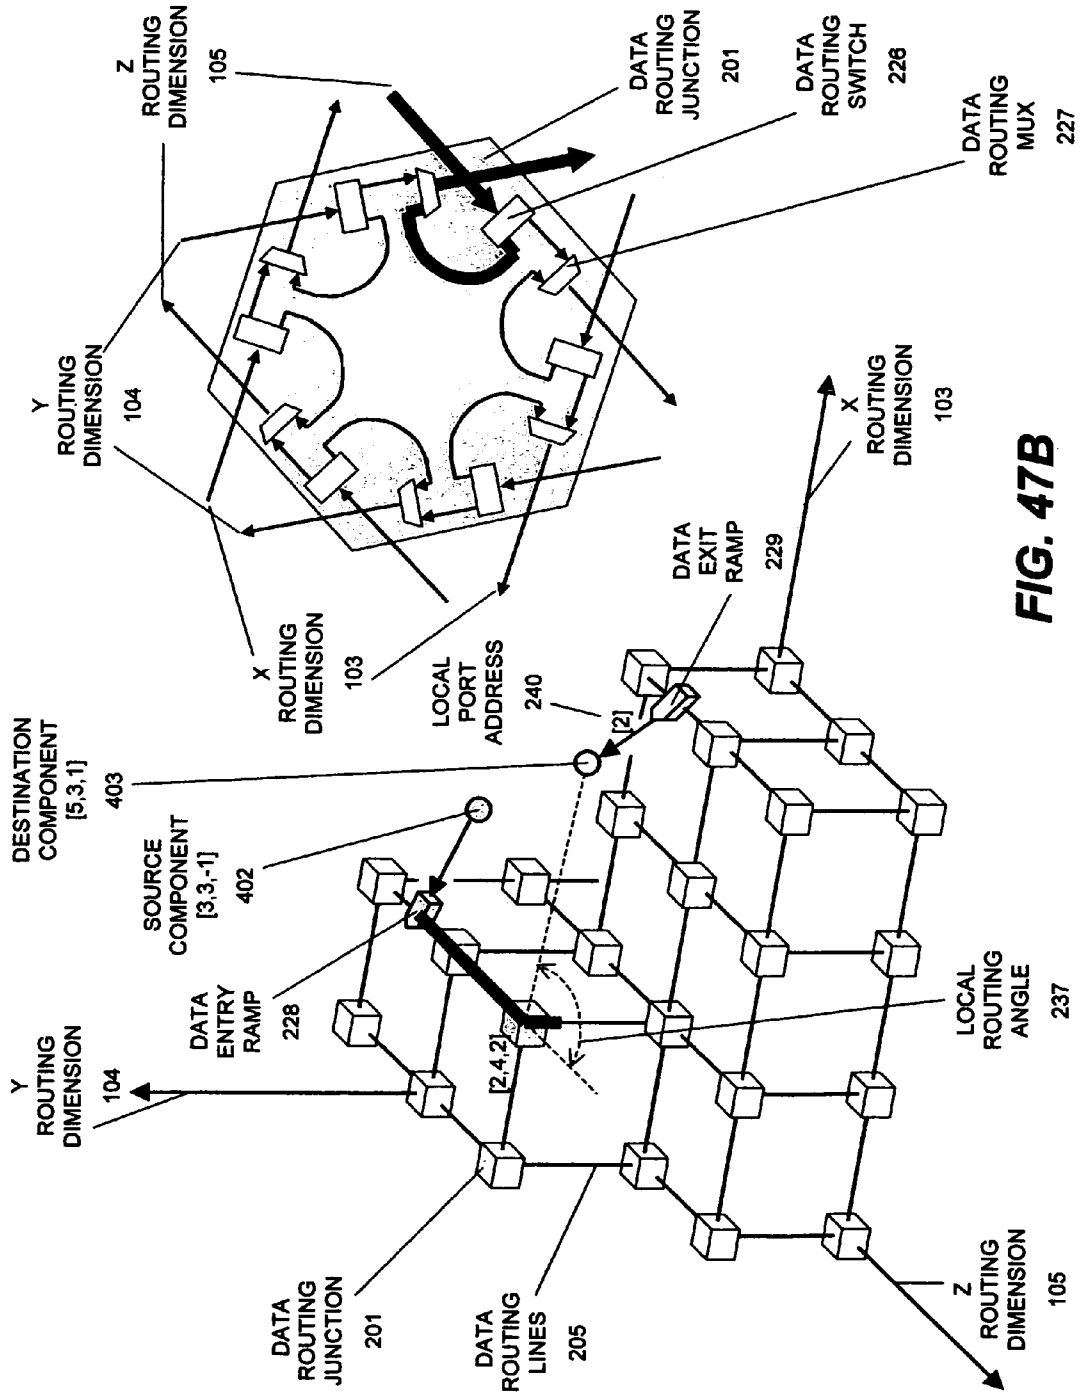 DATA
ROUTING
JUNCTION
201
DATA
ROUTING
LINES
205
Z
ROUTING
DIMENSION
105
Y
ROUTING
DIMENSION
104
DATA
ENTRY
RAMP
228
SOURCE
COMPONENT
[3,3,-1]
402
DESTINATION
COMPONENT
[5,3,1]
403
[2,4,2]
LOCAL
ROUTING
ANGLE
237
LOCAL
PORT
ADDRESS
240
[2]
DATA
EXIT
RAMP
229
X
ROUTING
DIMENSION
103
X
ROUTING
DIMENSION
103
Y
ROUTING
DIMENSION
104
Z
ROUTING
DIMENSION
105
DATA
ROUTING
JUNCTION
201
DATA
ROUTING
SWITCH
226
DATA
ROUTING
MUX
227
FIG. 47B